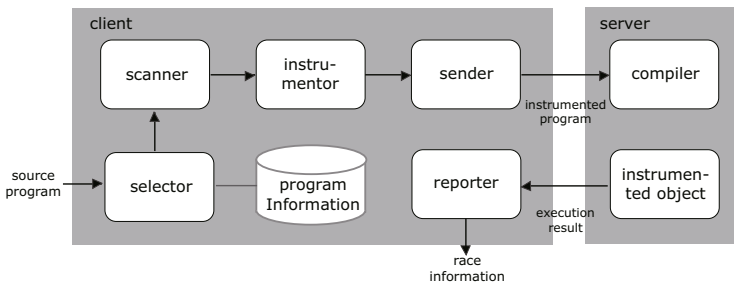 client
server
scanner
instru-
mentor
sender
compiler
instrumented
program
source
program
selector
program
Information
reporter
instrumen-
ted object
execution
result
race
information